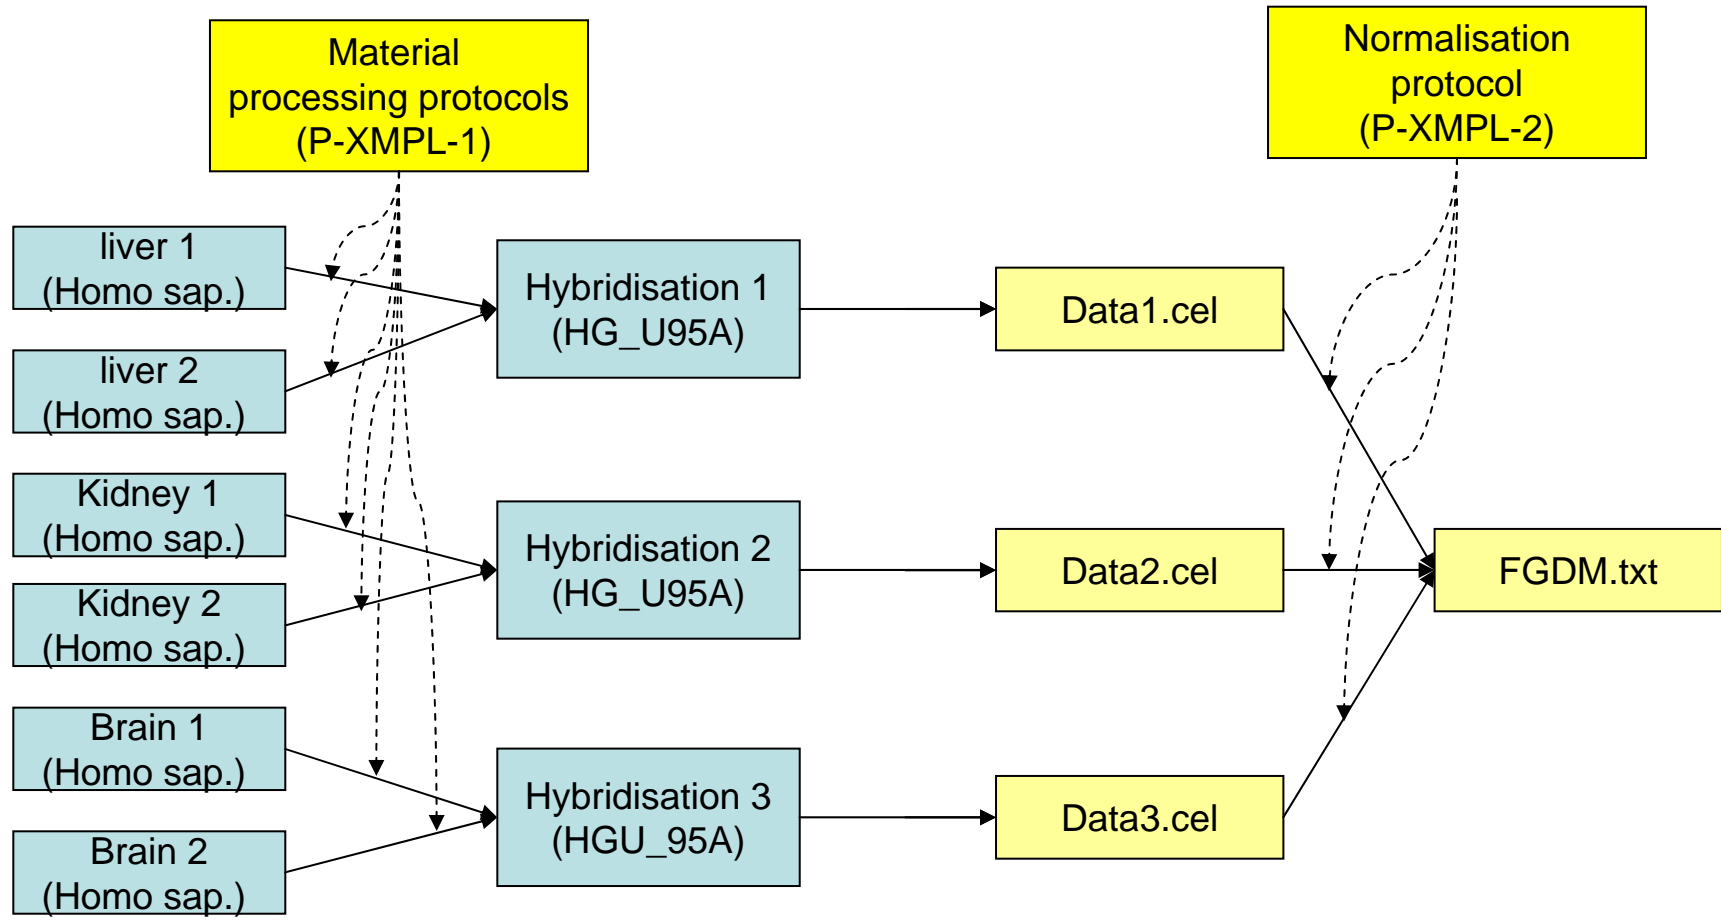 Material
processing protocols
(P-XMPL-1)
Normalisation
protocol
(P-XMPL-2)
liver 1
(Homo sap.)
liver 2
(Homo sap.)
Kidney 1
(Homo sap.)
Kidney 2
(Homo sap.)
Brain 1
(Homo sap.)
Brain 2
(Homo sap.)
Hybridisation 1
(HG_U95A)
Hybridisation 2
(HG_U95A)
Hybridisation 3
(HGU_95A)
Data1.cel
Data2.cel
Data3.cel
FGDM.txt